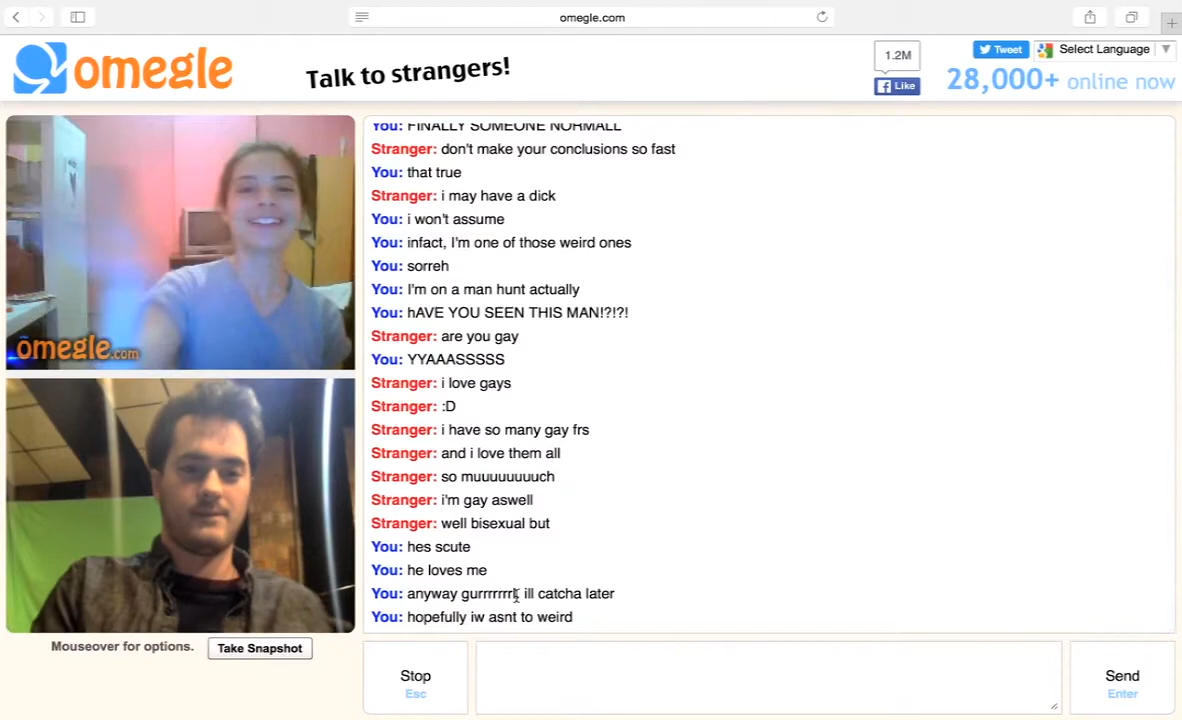 omegle.com
omegle
Talk to strangers!
1.2M
Like
Tweet
Select Language
28,000+ online now
You: FINALLY SOMEONE NORMALL
Stranger: don't make your conclusions so fast
You: that true
Stranger: i may have a dick
You: i won't assume
You: infact, I'm one of those weird ones
You: sorreh
You: I'm on a man hunt actually
You: hAVE YOU SEEN THIS MAN!?!?!
Stranger: are you gay
You: YYAAASSSSS
Stranger: i love gays
Stranger: :D
Stranger: i have so many gay frs
Stranger: and i love them all
Stranger: so muuuuuuuuch
Stranger: i'm gay aswell
Stranger: well bisexual but
You: hes scute
You: he loves me
You: anyway ill catcha later
You: hopefully iw asnt to weird
omegle.com
Mouseover for options.
Take Snapshot
Stop
Esc
Send
Enter